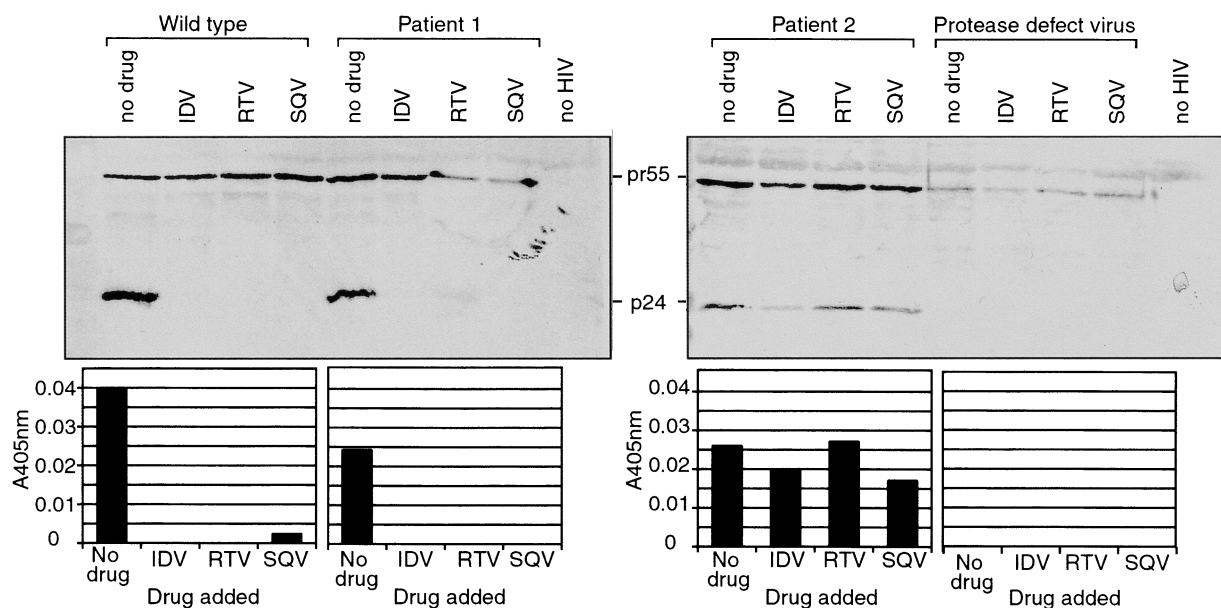 Wild type Patient 1 Patient 2 Protease defect virus
no drug IDV RTV SQV no drug IDV RTV SQV no HIV no drug IDV RTV SQV no drug IDV RTV SQV no HIV
pr55
p24
A405nm
0.04
0.03
0.02
0.01
0
No drug IDV RTV SQV
Drug added
No drug IDV RTV SQV
Drug added
A405nm
0.04
0.03
0.02
0.01
0
No drug IDV RTV SQV
Drug added
No drug IDV RTV SQV
Drug added